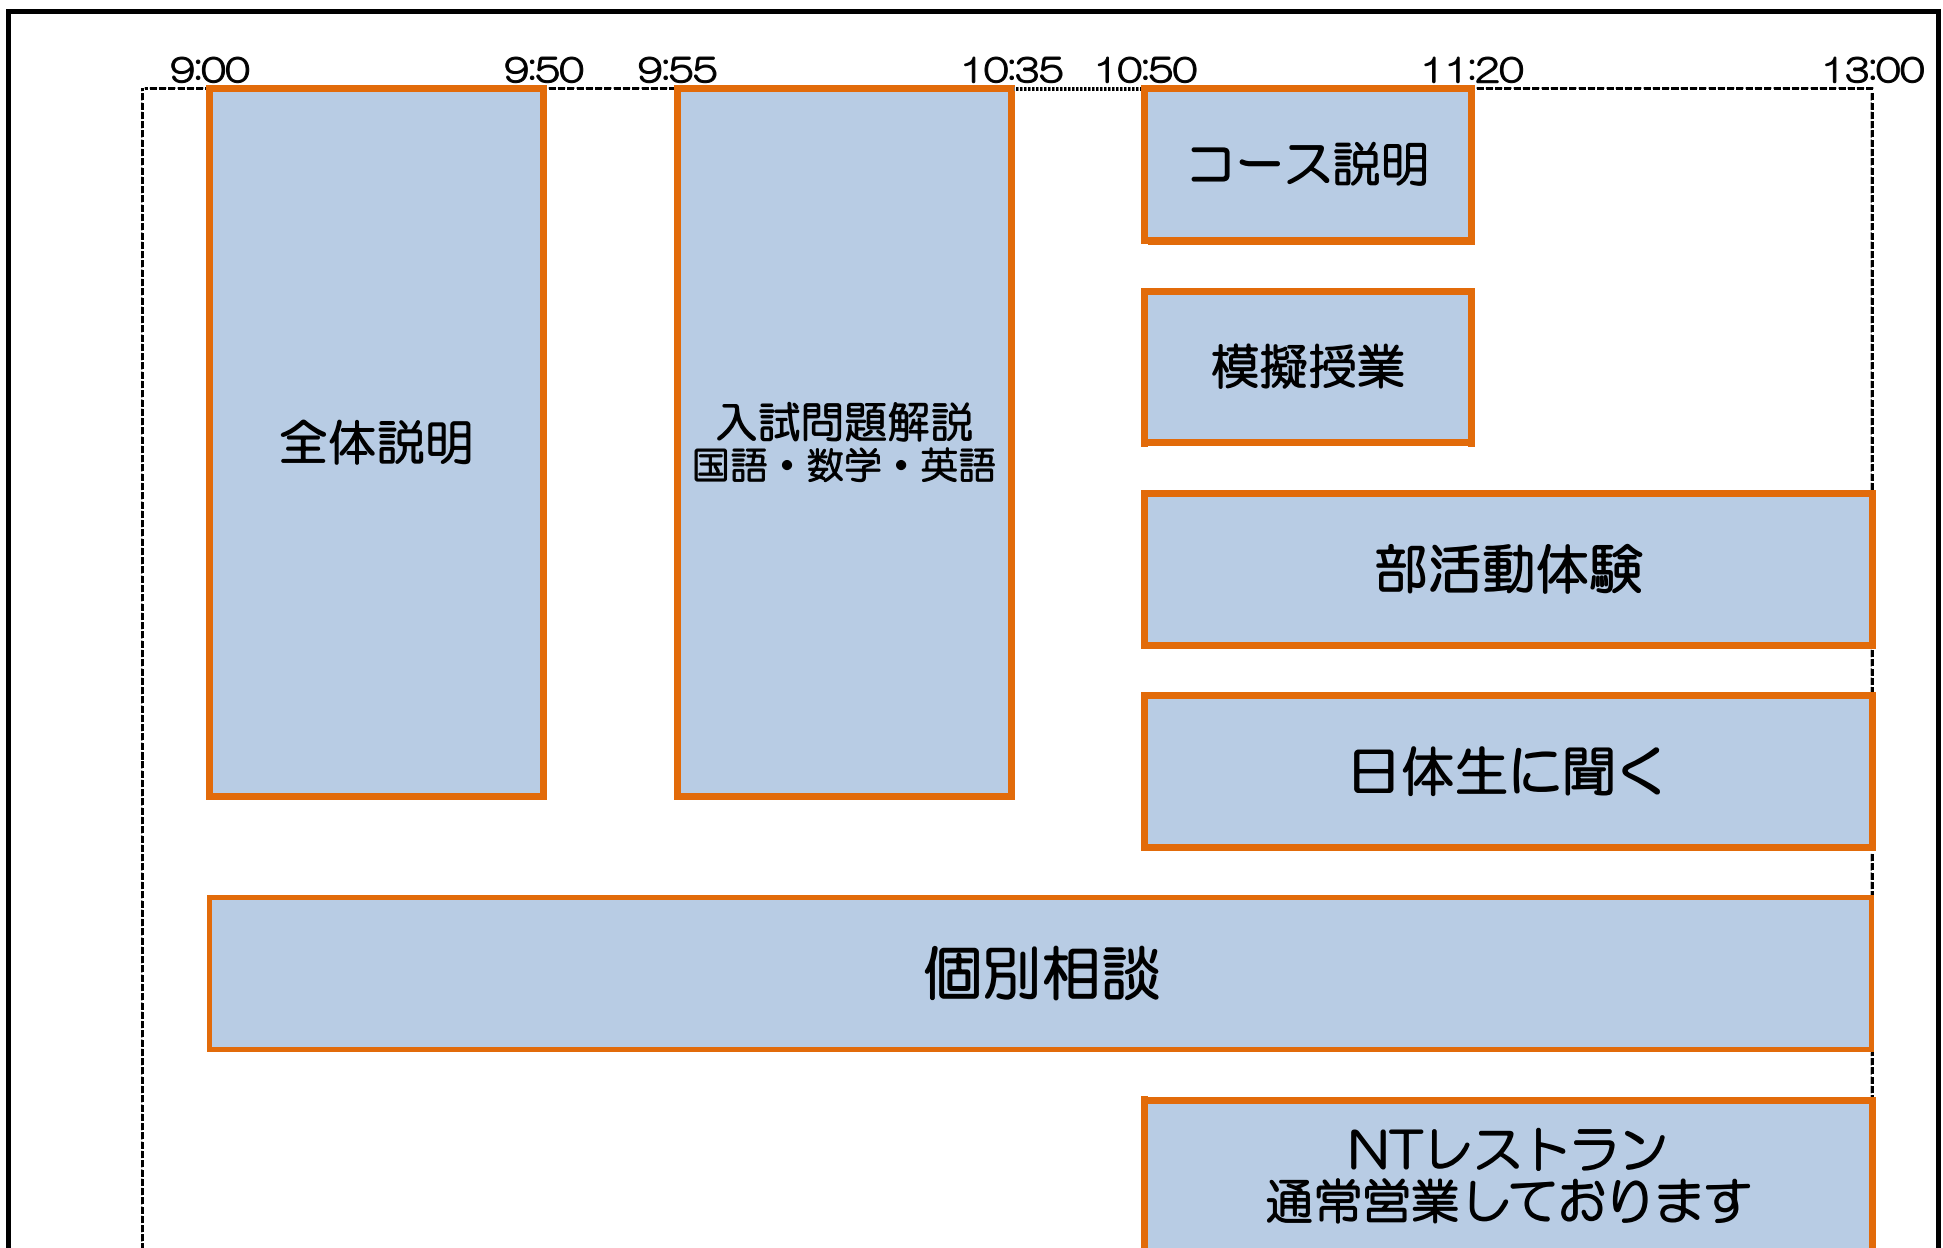 9:00 9:50 9:55 10:35 10:50 11:20 13:00
全体説明
入試問題解説
国語・数学・英語
コース説明
模擬授業
部活動体験
日体生に聞く
個別相談
NTレストラン
通常営業しております